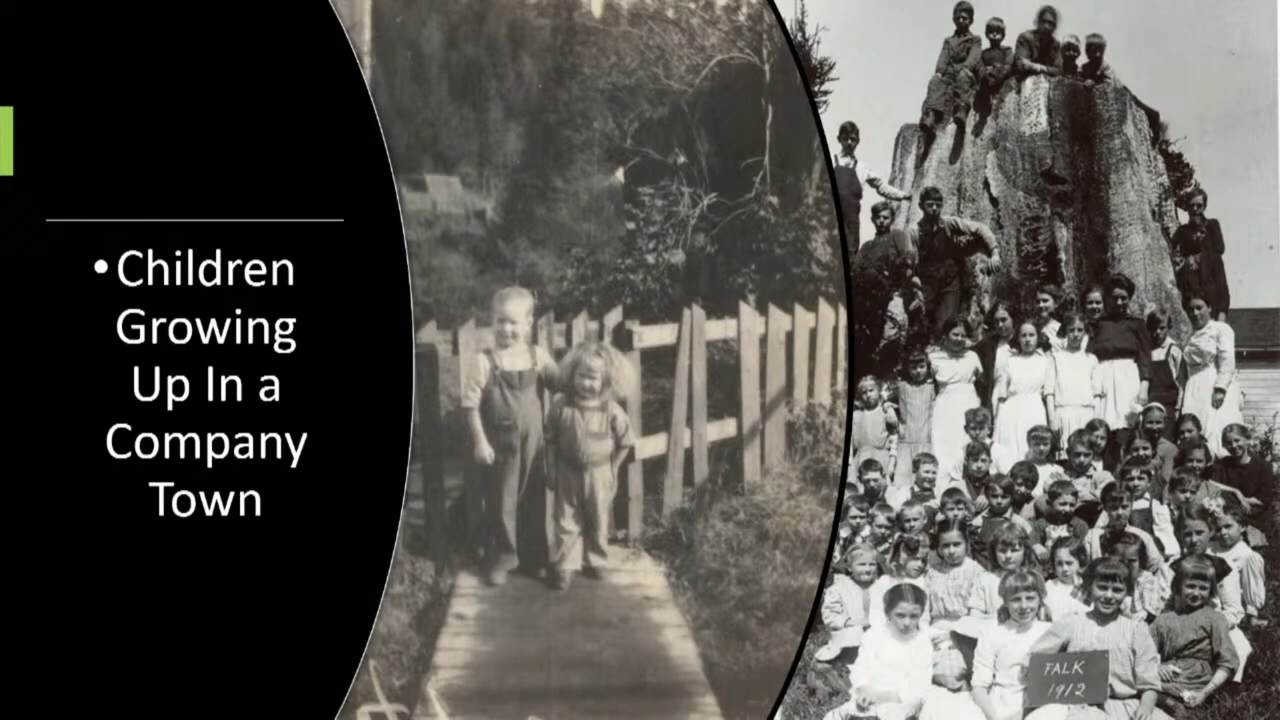 • Children
Growing
Up In a
Company
Town
FALK
1912